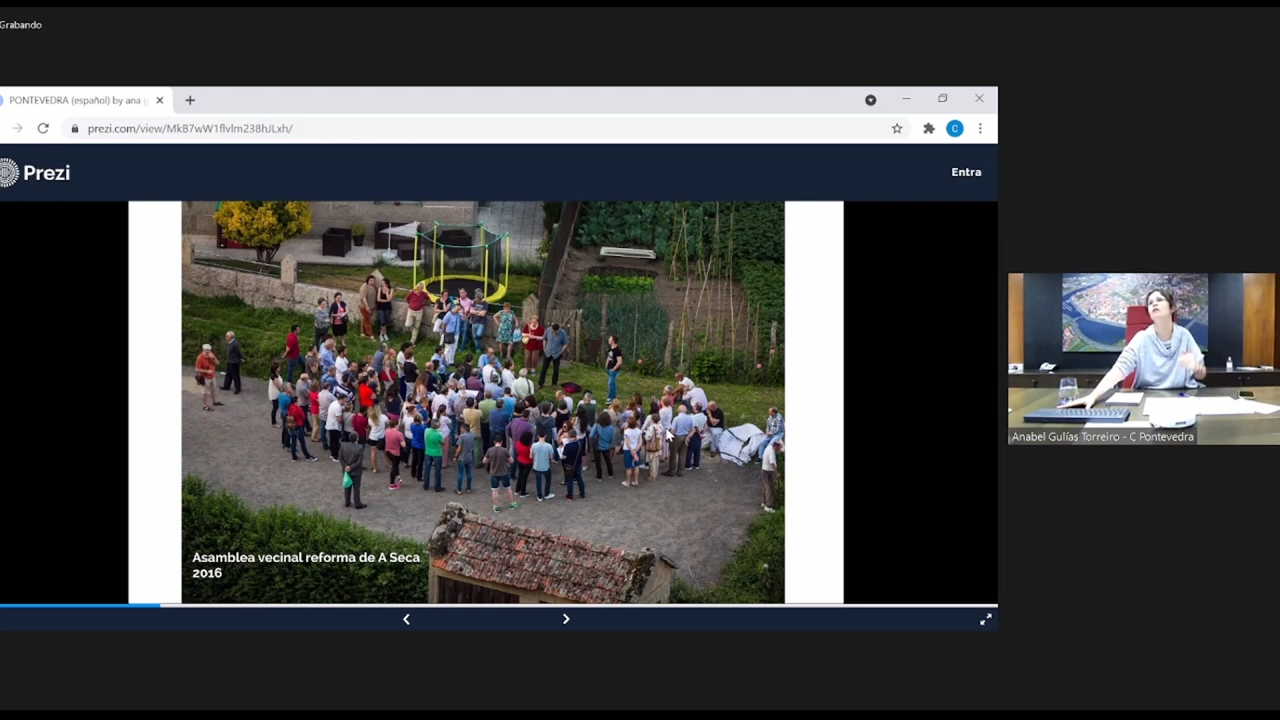 Grabando
PONTEVEDRA (español) by ana g
prezi.com/view/Mk87wW1flvlm238hJLxh/
C
Prezi
Entra
Asamblea vecinal reforma de A Seca
2016
Anabel Gulías Torreiro - C Pontevedra